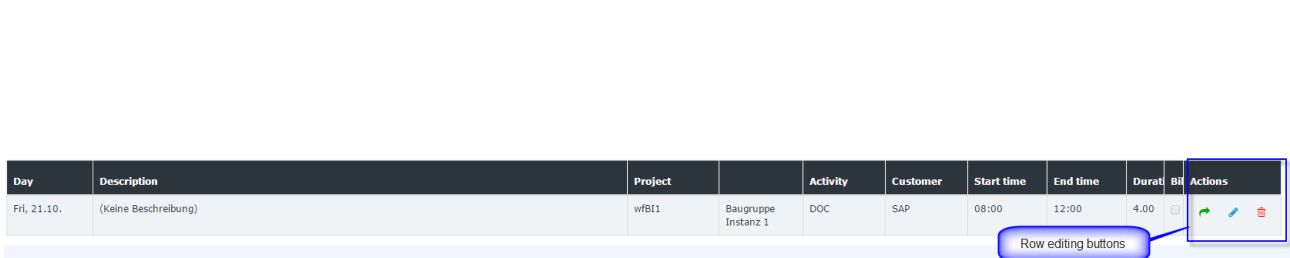 Day Description Project Activity Customer Start time End time Durati Bil Actions
Fri, 21.10. (Keine Beschreibung) wfBI1 Baugruppe DOC SAP 08:00 12:00 4.00
Instanz 1
Row editing buttons